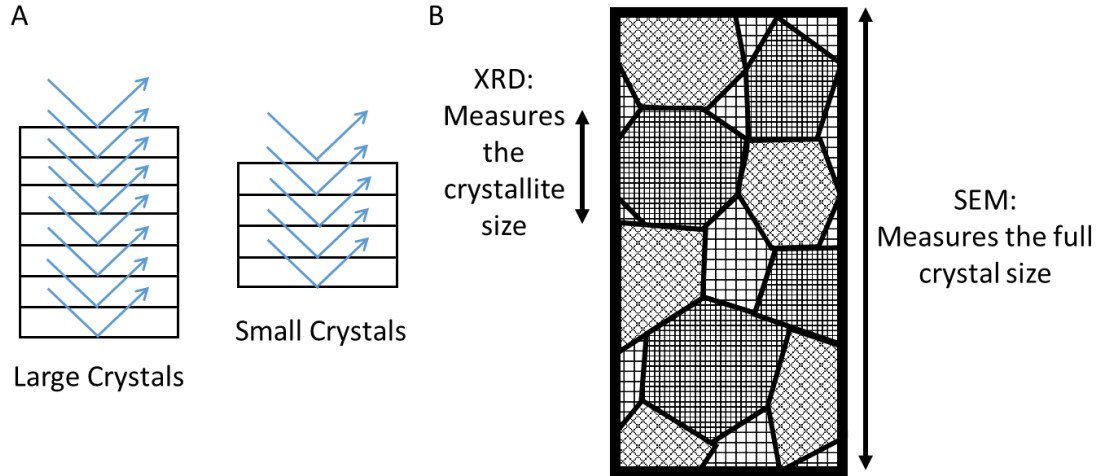 A
Large Crystals
Small Crystals
B
XRD:
Measures
the
crystallite
size
SEM:
Measures the full
crystal size